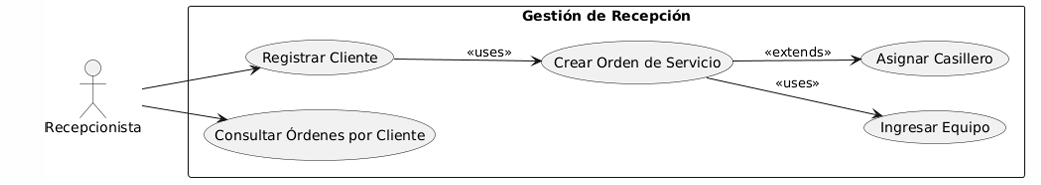 Gestión de Recepción
Registrar Cliente
«uses»
Crear Orden de Servicio
«extends»
Asignar Casillero
«uses»
Recepcionista
Consultar Órdenes por Cliente
Ingresar Equipo